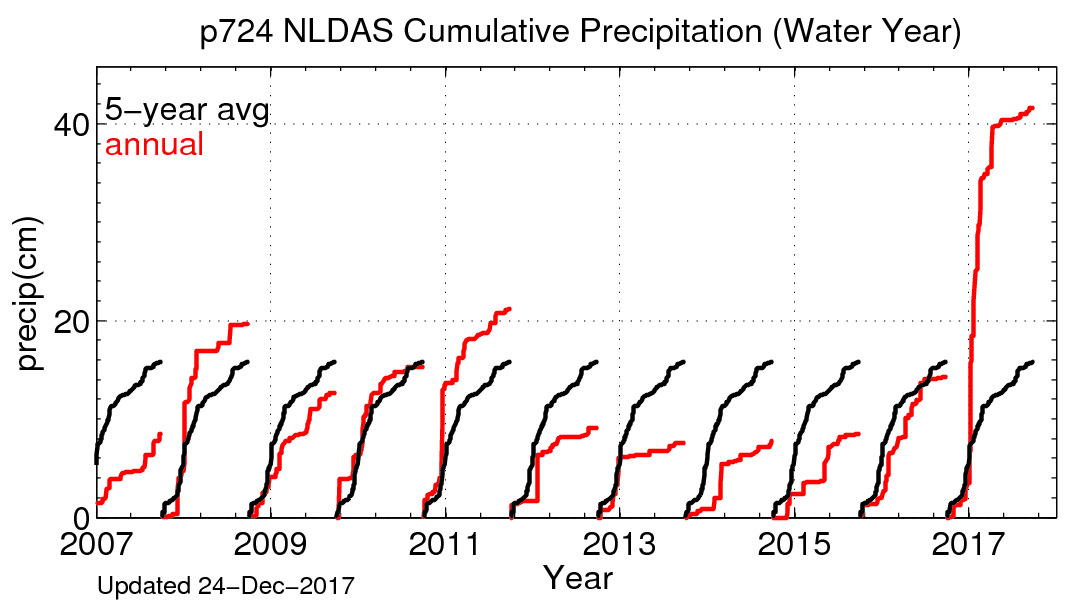 p724 NLDAS Cumulative Precipitation (Water Year)
5−year avg
annual
40
20
0
precip(cm)
2007 2009 2011 2013 2015 2017
Year
Updated 24−Dec−2017